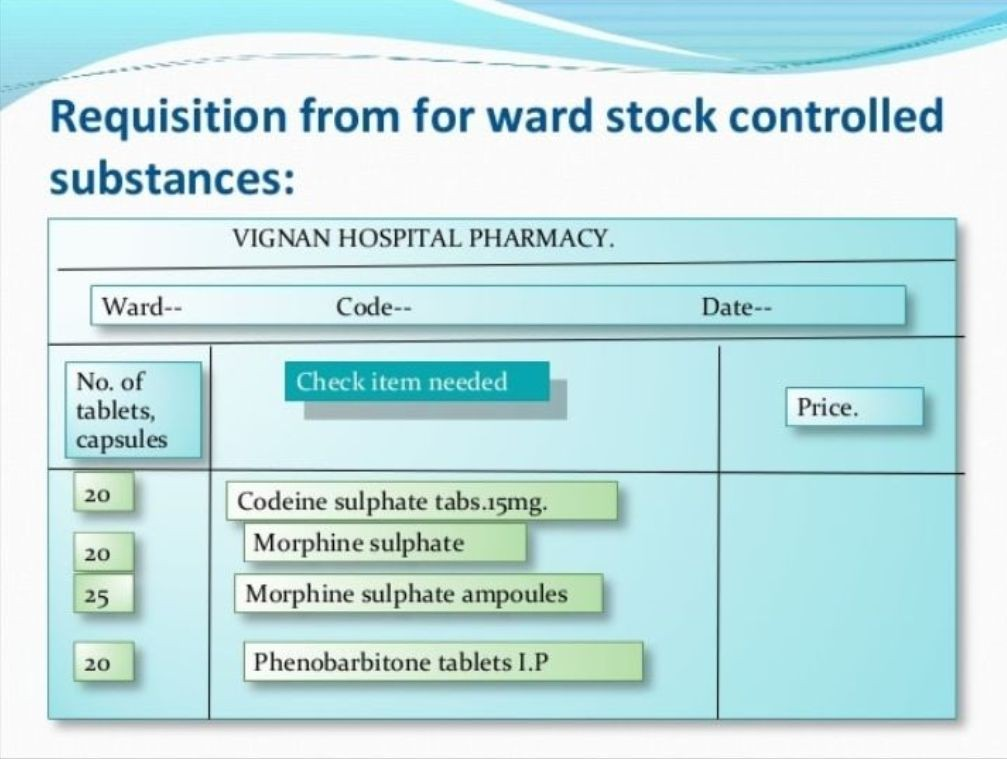 Requisition from for ward stock controlled
substances:
VIGNAN HOSPITAL PHARMACY.
Ward-- Code-- Date--
No. of
tablets,
capsules
Check item needed
Price.
20 Codeine sulphate tabs.15mg.
20 Morphine sulphate
25 Morphine sulphate ampoules
20 Phenobarbitone tablets I.P